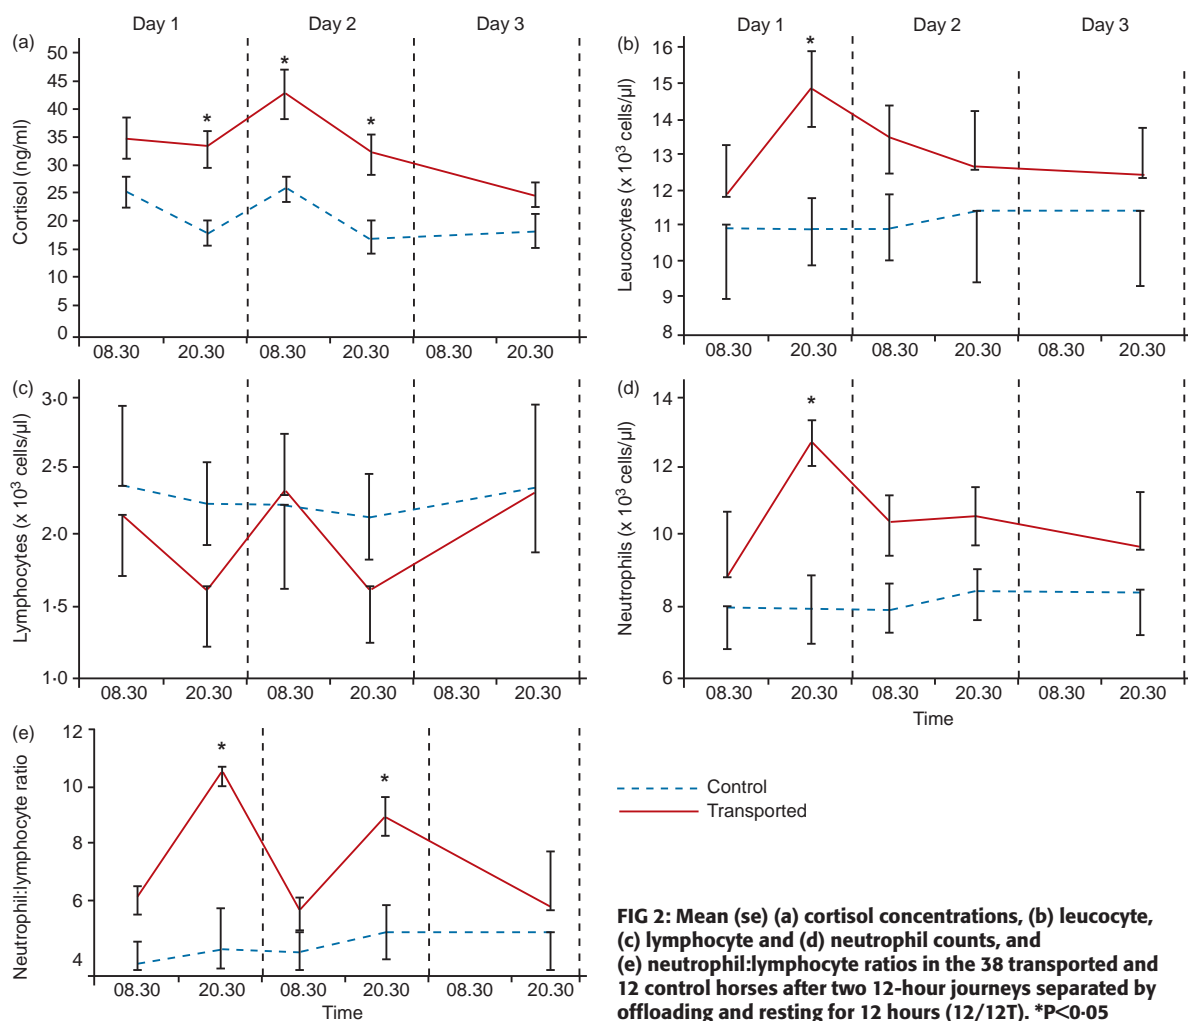 (a)
Day 1
Day 2
Day 3
Cortisol (ng/ml)
50
45
40
35
30
25
20
15
10
5
0
*
*
*
08.30
20.30
08.30
20.30
08.30
20.30
(b)
Day 1
Day 2
Day 3
Leucocytes (x 10³ cells/µl)
16
15
14
13
12
11
10
9
8
*
08.30
20.30
08.30
20.30
08.30
20.30
(c)
Lymphocytes (x 10³ cells/µl)
3·0
2·5
2·0
1·5
1·0
08.30
20.30
08.30
20.30
08.30
20.30
(d)
Neutrophils (x 10³ cells/µl)
14
12
10
8
6
*
08.30
20.30
08.30
20.30
08.30
20.30
Time
(e)
Neutrophil:lymphocyte ratio
12
10
8
6
4
*
*
08.30
20.30
08.30
20.30
08.30
20.30
Time
Control
Transported
FIG 2: Mean (se) (a) cortisol concentrations, (b) leucocyte,
(c) lymphocyte and (d) neutrophil counts, and
(e) neutrophil:lymphocyte ratios in the 38 transported and
12 control horses after two 12-hour journeys separated by
offloading and resting for 12 hours (12/12T). *P<0·05